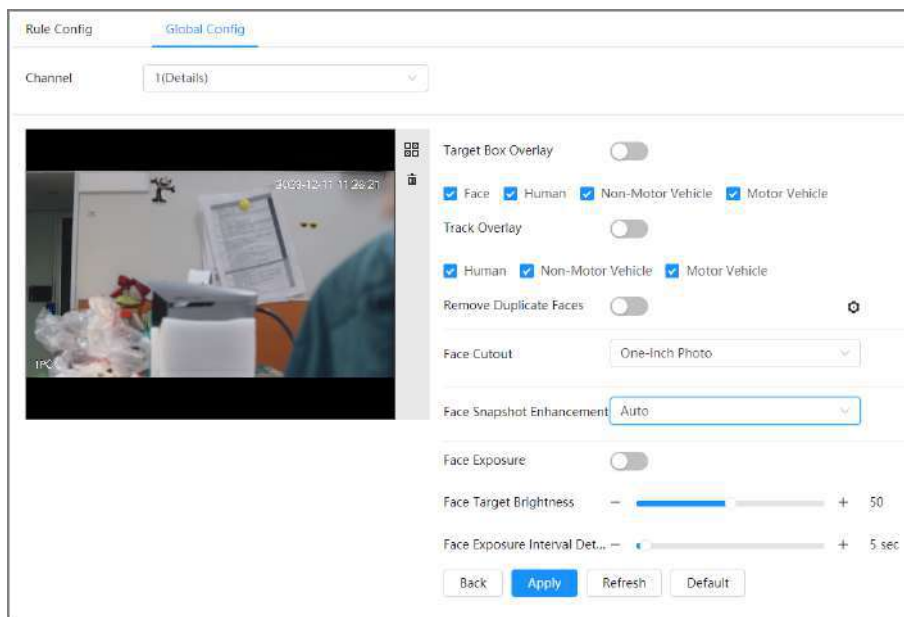 Rule Config Global Config
Channel 1(Details)
2023-12-11 11:26:21
IPC
Target Box Overlay
Face Human Non-Motor Vehicle Motor Vehicle
Track Overlay
Human Non-Motor Vehicle Motor Vehicle
Remove Duplicate Faces
Face Cutout One-Inch Photo
Face Snapshot Enhancement Auto
Face Exposure
Face Target Brightness − + 50
Face Exposure Interval Det... − + 5 sec
Back Apply Refresh Default